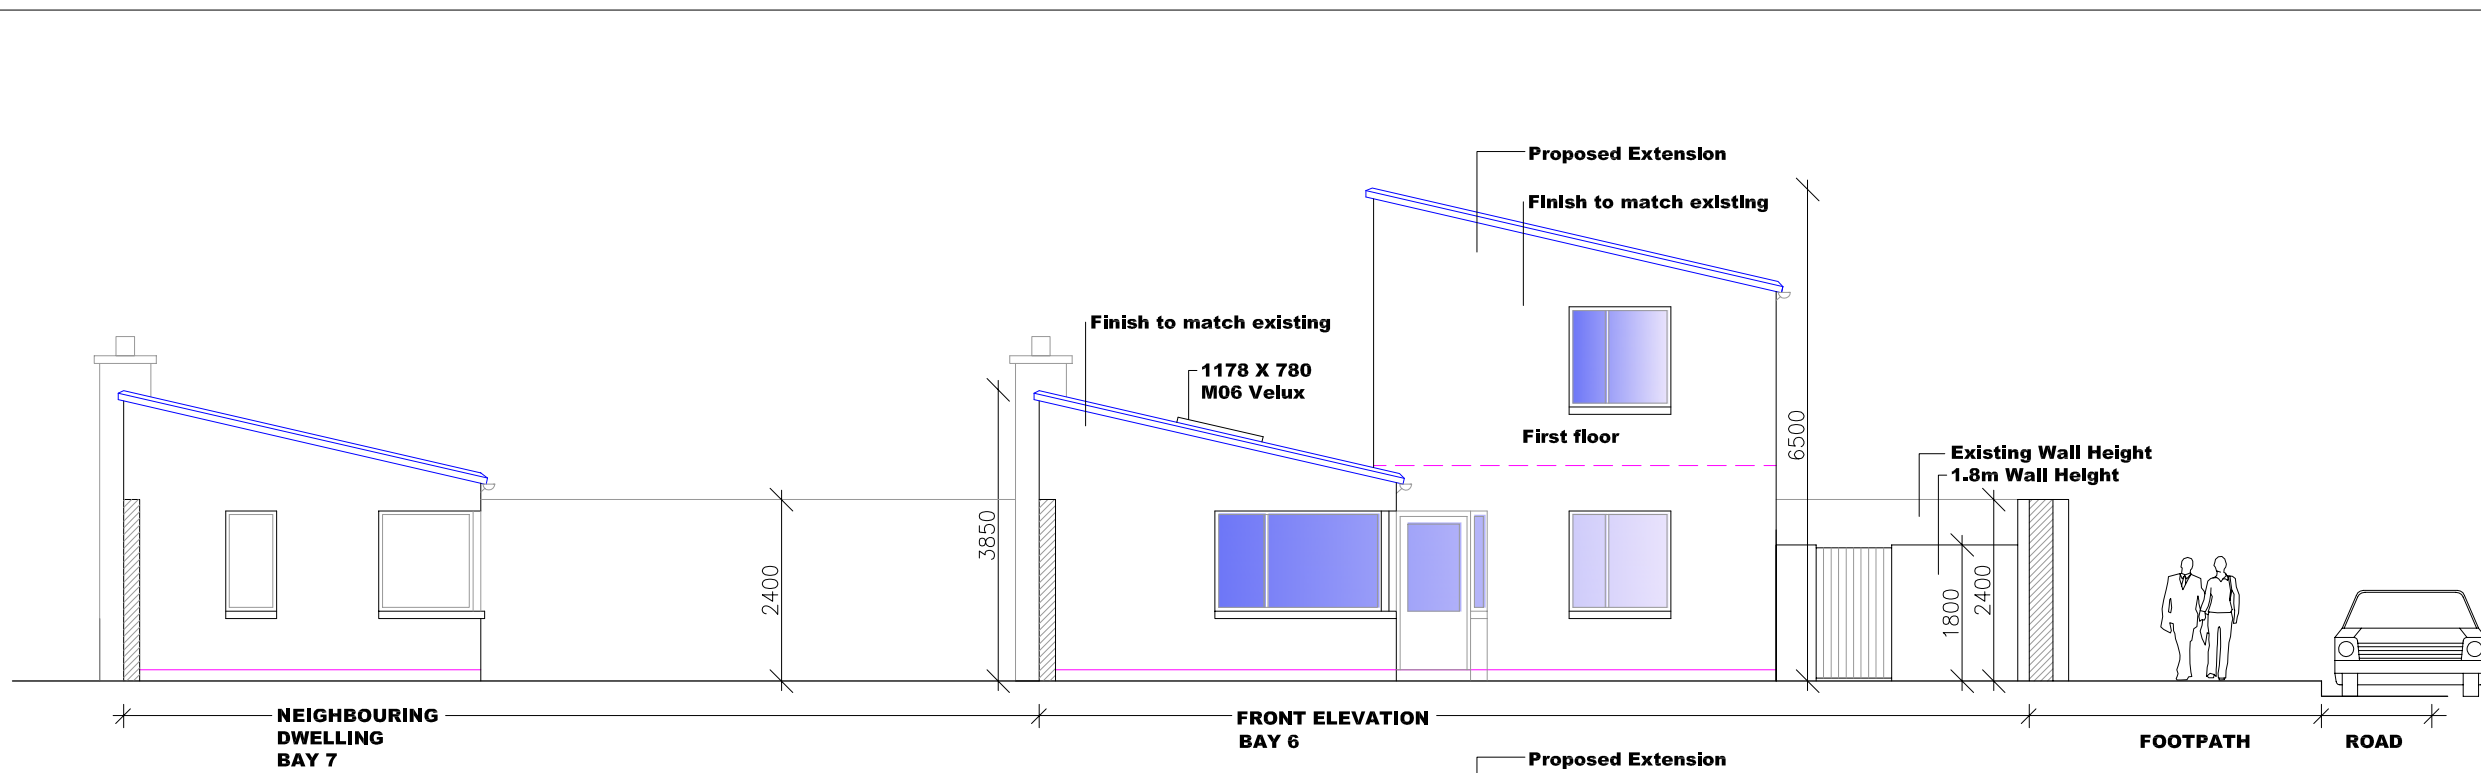 Proposed Extension
Finish to match existing
Finish to match existing
1178 X 780
M06 Velux
First floor
6500
Existing Wall Height
1.8m Wall Height
3850
2400
1800
2400
NEIGHBOURING
DWELLING
BAY 7
FRONT ELEVATION
BAY 6
FOOTPATH
ROAD
Proposed Extension